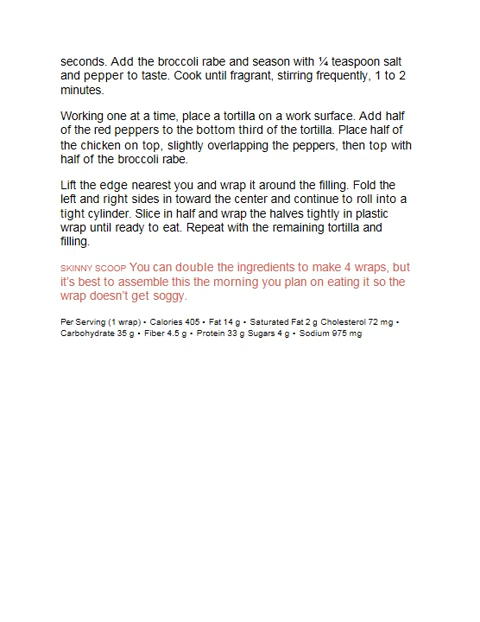 seconds. Add the broccoli rabe and season with ¼ teaspoon salt
and pepper to taste. Cook until fragrant, stirring frequently, 1 to 2
minutes.
Working one at a time, place a tortilla on a work surface. Add half
of the red peppers to the bottom third of the tortilla. Place half of
the chicken on top, slightly overlapping the peppers, then top with
half of the broccoli rabe.
Lift the edge nearest you and wrap it around the filling. Fold the
left and right sides in toward the center and continue to roll into a
tight cylinder. Slice in half and wrap the halves tightly in plastic
wrap until ready to eat. Repeat with the remaining tortilla and
filling.
SKINNY SCOOP You can double the ingredients to make 4 wraps, but
it's best to assemble this the morning you plan on eating it so the
wrap doesn't get soggy.
Per Serving (1 wrap) • Calories 405 • Fat 14 g • Saturated Fat 2 g Cholesterol 72 mg •
Carbohydrate 35 g • Fiber 4.5 g • Protein 33 g Sugars 4 g • Sodium 975 mg